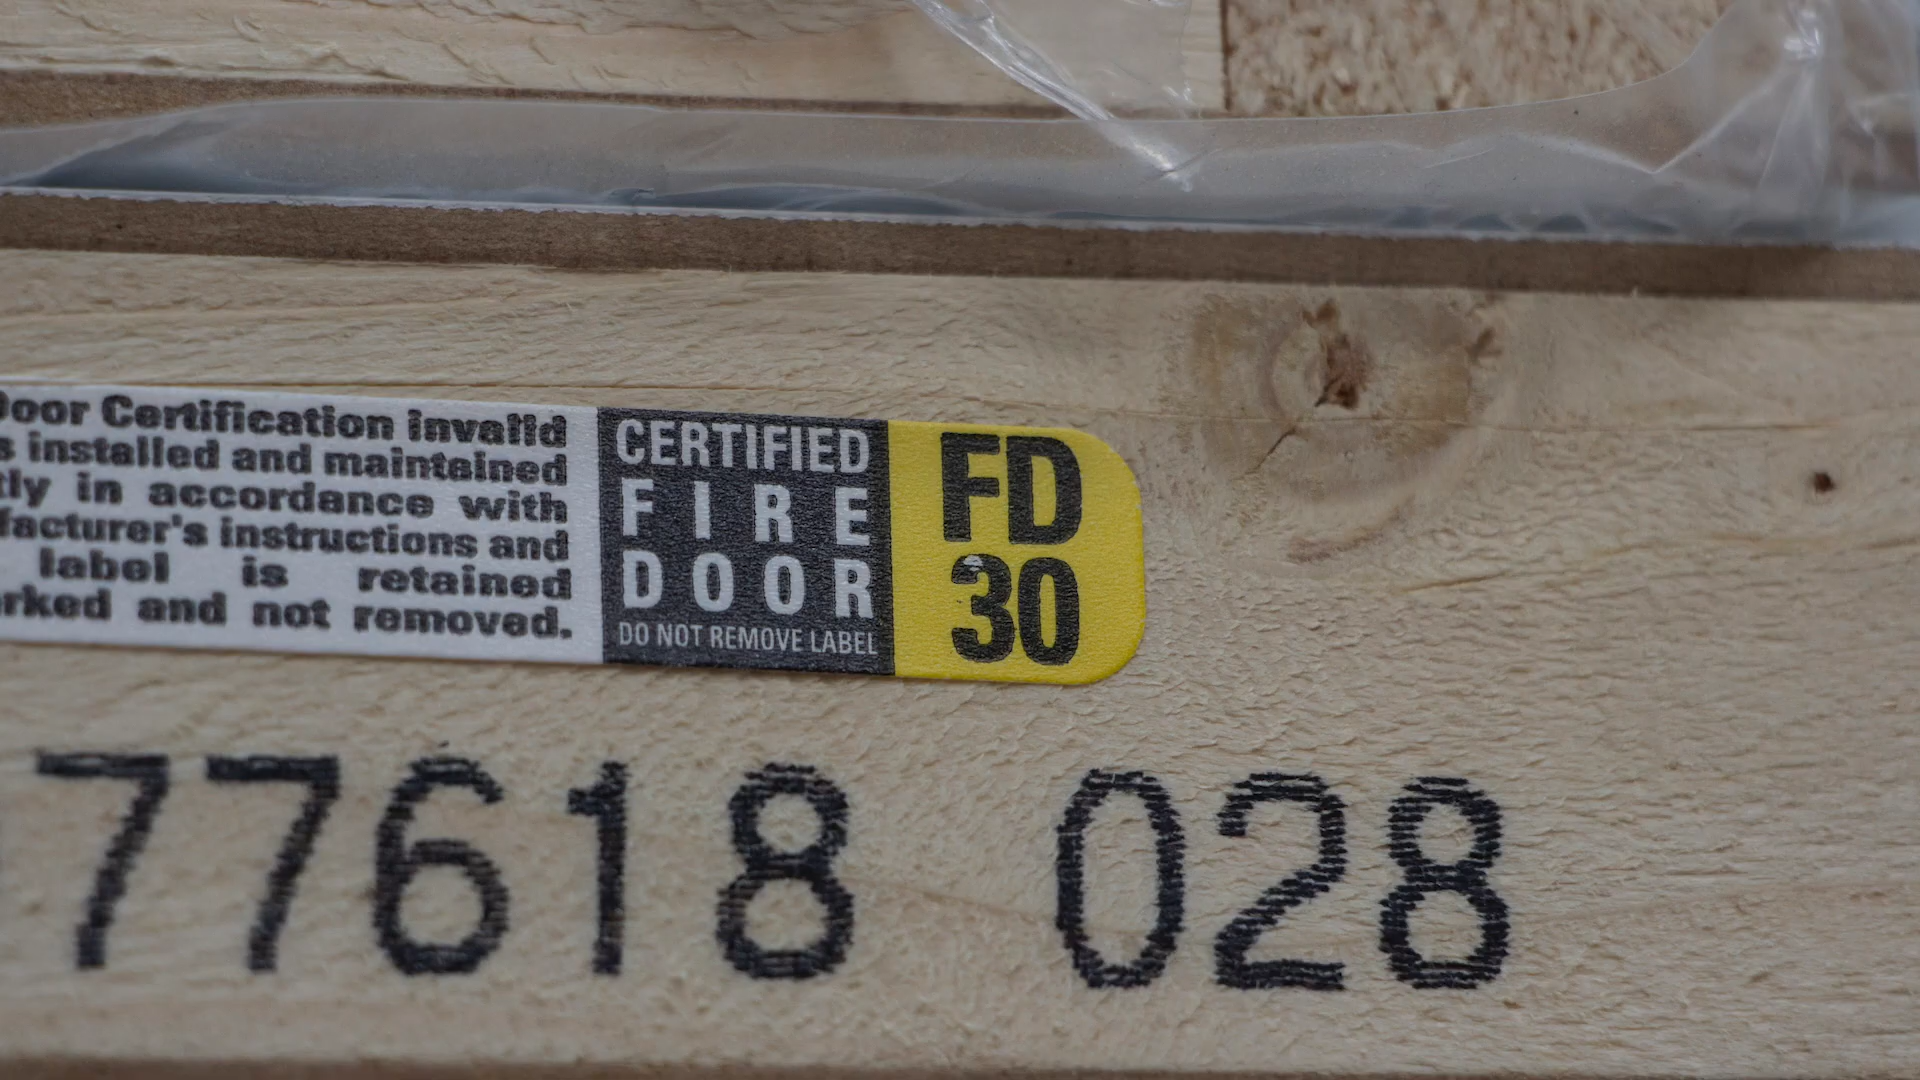 Door Certification invalid
s installed and maintained
tly in accordance with
facturer's instructions and
label is retained
rked and not removed.
CERTIFIED
FIRE
DOOR
DO NOT REMOVE LABEL
FD
30
77618 028